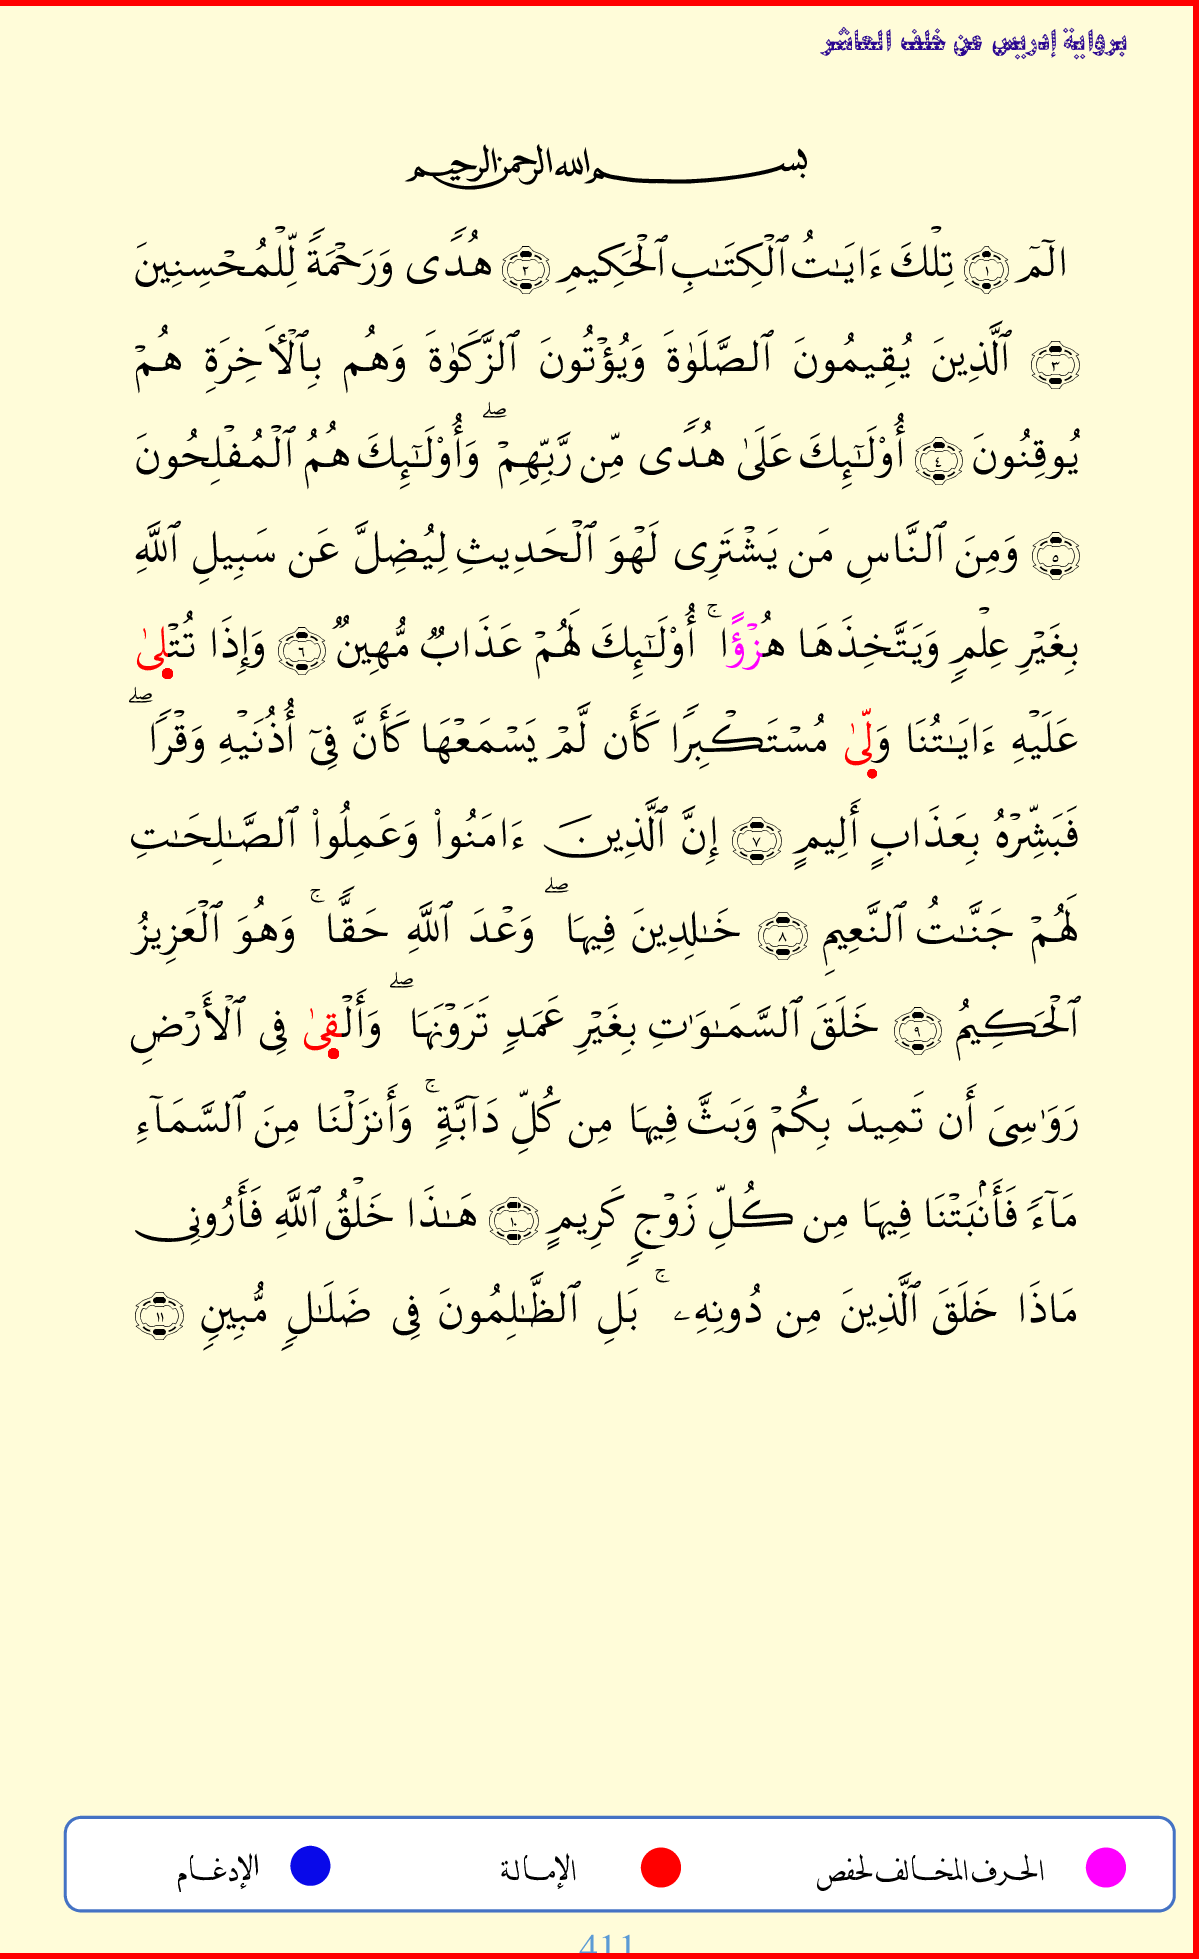 برواية إدريس عن خلف العاشر
بسم الله الرحمن الرحيم
الٓمٓ ١ تِلْكَ ءَايَـٰتُ ٱلْكِتَـٰبِ ٱلْحَكِيمِ ٢ هُدًى وَرَحْمَةً لِّلْمُحْسِنِينَ
٣ ٱلَّذِينَ يُقِيمُونَ ٱلصَّلَوٰةَ وَيُؤْتُونَ ٱلزَّكَوٰةَ وَهُم بِٱلْأَخِرَةِ هُمْ
يُوقِنُونَ ٤ أُوْلَـٰٓئِكَ عَلَىٰ هُدًى مِّن رَّبِّهِمْ ۖ وَأُوْلَـٰٓئِكَ هُمُ ٱلْمُفْلِحُونَ
٥ وَمِنَ ٱلنَّاسِ مَن يَشْتَرِى لَهْوَ ٱلْحَدِيثِ لِيُضِلَّ عَن سَبِيلِ ٱللَّهِ
بِغَيْرِ عِلْمٍ وَيَتَّخِذَهَا هُزْؤًا ۚ أُوْلَـٰٓئِكَ لَهُمْ عَذَابٌ مُّهِينٌ ٦ وَإِذَا تُتْلِىٰ
عَلَيْهِ ءَايَـٰتُنَا وَلِّىٰ مُسْتَكْبِرًا كَأَن لَّمْ يَسْمَعْهَا كَأَنَّ فِىٓ أُذُنَيْهِ وَقْرًا ۖ
فَبَشِّرْهُ بِعَذَابٍ أَلِيمٍ ٧ إِنَّ ٱلَّذِينَ ءَامَنُوا۟ وَعَمِلُوا۟ ٱلصَّـٰلِحَـٰتِ
لَهُمْ جَنَّـٰتُ ٱلنَّعِيمِ ٨ خَـٰلِدِينَ فِيهَا ۖ وَعْدَ ٱللَّهِ حَقًّا ۚ وَهُوَ ٱلْعَزِيزُ
ٱلْحَكِيمُ ٩ خَلَقَ ٱلسَّمَـٰوَٰتِ بِغَيْرِ عَمَدٍ تَرَوْنَهَا ۖ وَأَلْقِىٰ فِى ٱلْأَرْضِ
رَوَٰسِىَ أَن تَمِيدَ بِكُمْ وَبَثَّ فِيهَا مِن كُلِّ دَآبَّةٍ ۚ وَأَنزَلْنَا مِنَ ٱلسَّمَآءِ
مَآءً فَأَنۢبَتْنَا فِيهَا مِن كُلِّ زَوْجٍ كَرِيمٍ ١٠ هَـٰذَا خَلْقُ ٱللَّهِ فَأَرُونِى
مَاذَا خَلَقَ ٱلَّذِينَ مِن دُونِهِۦ ۚ بَلِ ٱلظَّـٰلِمُونَ فِى ضَلَـٰلٍ مُّبِينٍ ١١
الحرف المخالف لحفص الإمالة الإدغام
411